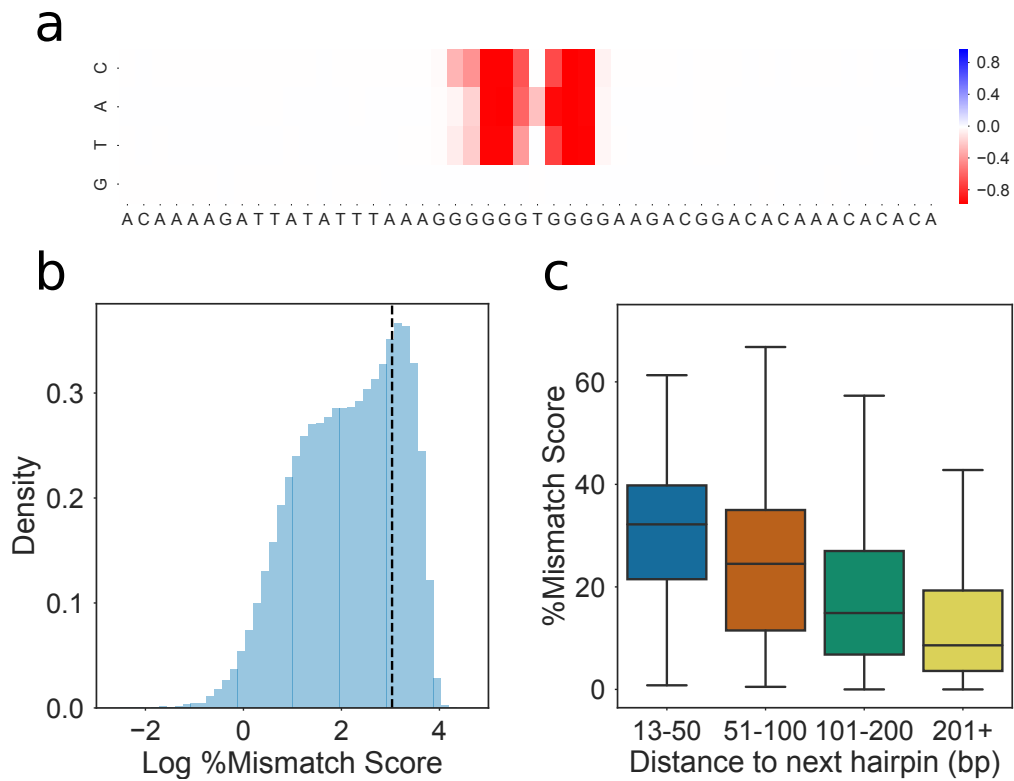 a
C
A
T
G
0.8
0.4
0.0
−0.4
−0.8
A C A A A A G A T T A T A T T T A A A G G G G G G T G G G G A A G A C G G A C A C A A A C A C A C A
b
Density
0.3
0.2
0.1
0.0
−2 0 2 4
Log %Mismatch Score
c
%Mismatch Score
60
40
20
0
13-50 51-100 101-200 201+
Distance to next hairpin (bp)